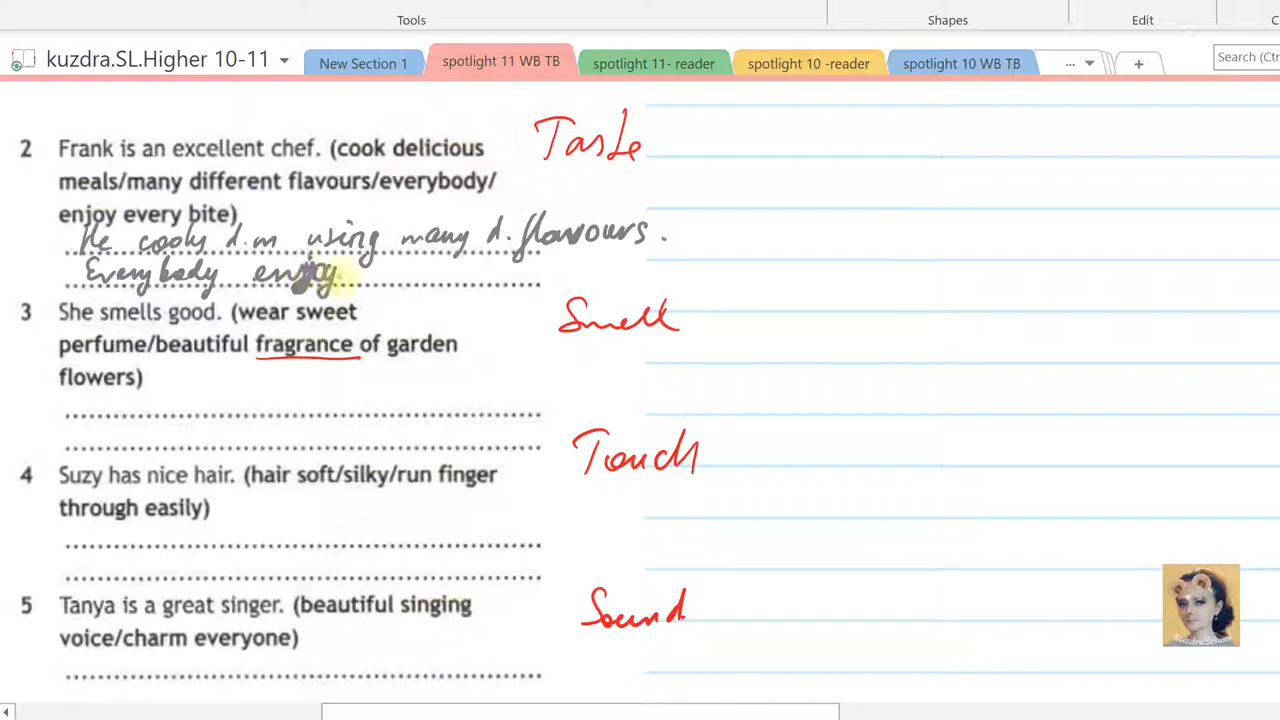 Tools
Shapes
Edit
C
kuzdra.SL.Higher 10-11
New Section 1
spotlight 11 WB TB
spotlight 11- reader
spotlight 10 -reader
spotlight 10 WB TB
...
+
Search (Ctr
2 Frank is an excellent chef. (cook delicious
meals/many different flavours/everybody/
enjoy every bite)
Taste
He cooks d.m using many d. flavours.
Everybody enjoy
3 She smells good. (wear sweet
perfume/beautiful fragrance of garden
flowers)
Smell
4 Suzy has nice hair. (hair soft/silky/run finger
through easily)
Touch
5 Tanya is a great singer. (beautiful singing
voice/charm everyone)
Sound
Kuzdra.School